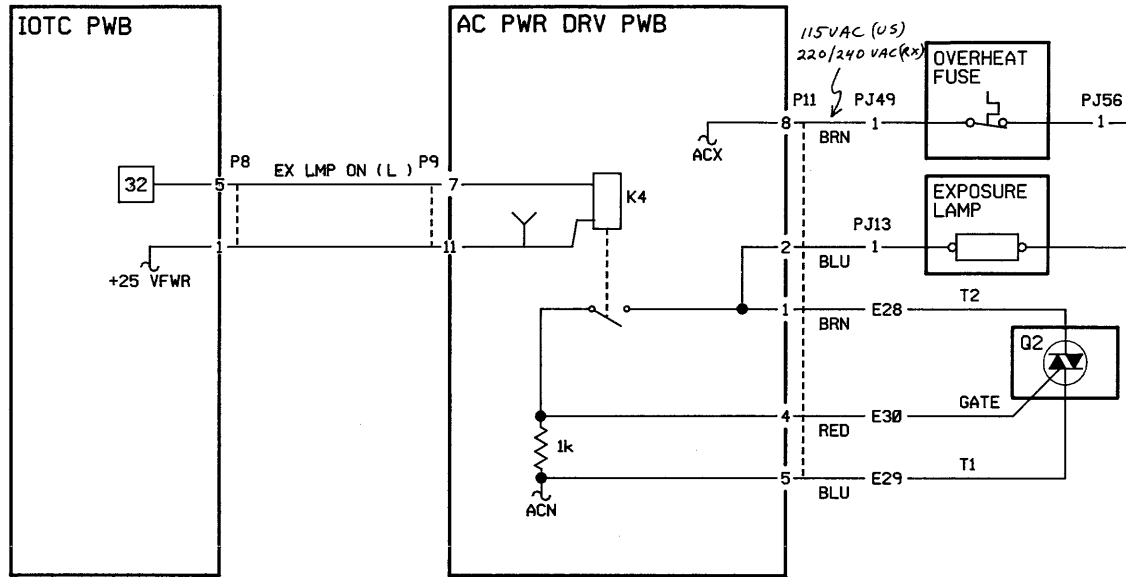 IOTC PWB
AC PWR DRV PWB
115VAC (US)
220/240 VAC (RX)
OVERHEAT
FUSE
P11
PJ49
PJ56
8
BRN
1
1
ACX
P8
EX LMP ON (L )
P9
32
5
7
K4
EXPOSURE
LAMP
PJ13
1
11
2
BLU
1
+25 VFWR
T2
1
BRN
E28
Q2
GATE
4
RED
E30
1k
T1
5
BLU
E29
ACN